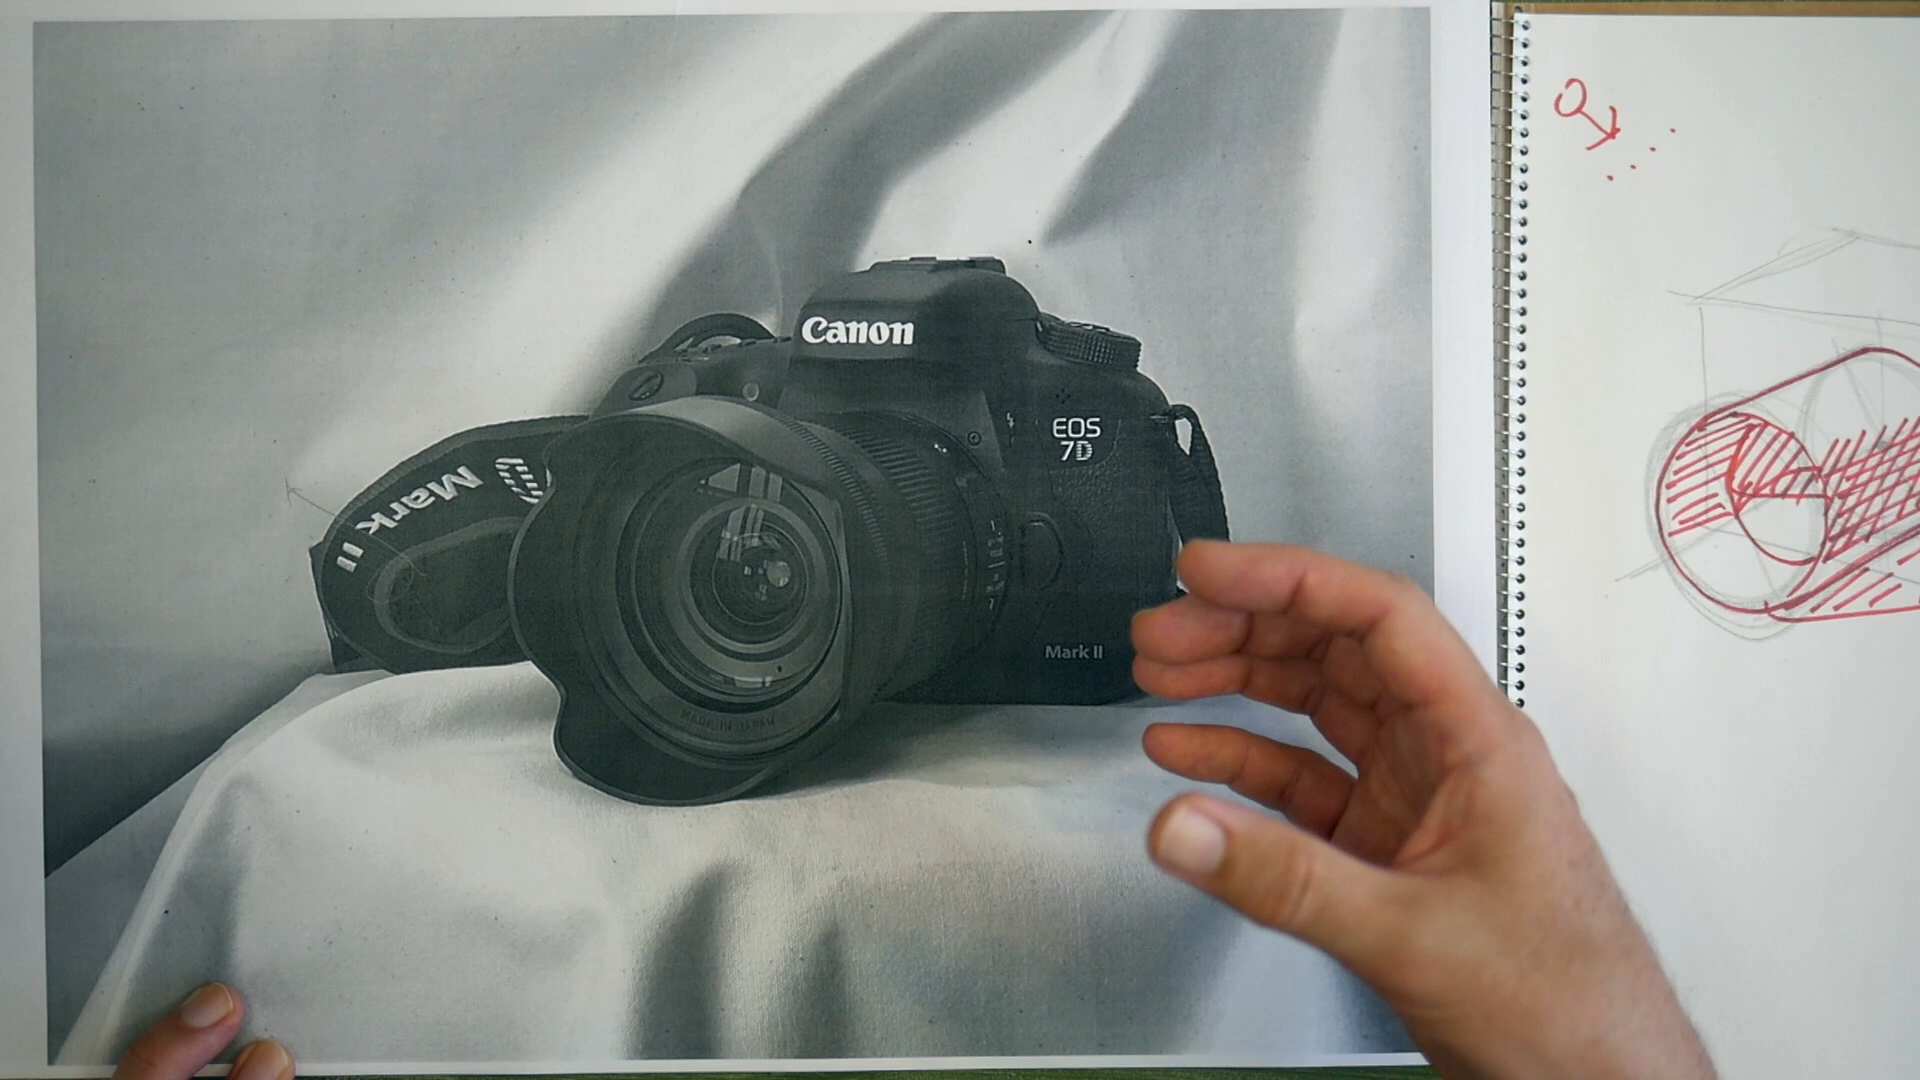 Canon
EOS
7D
Mark II
Mark II
MADE IN JAPAN